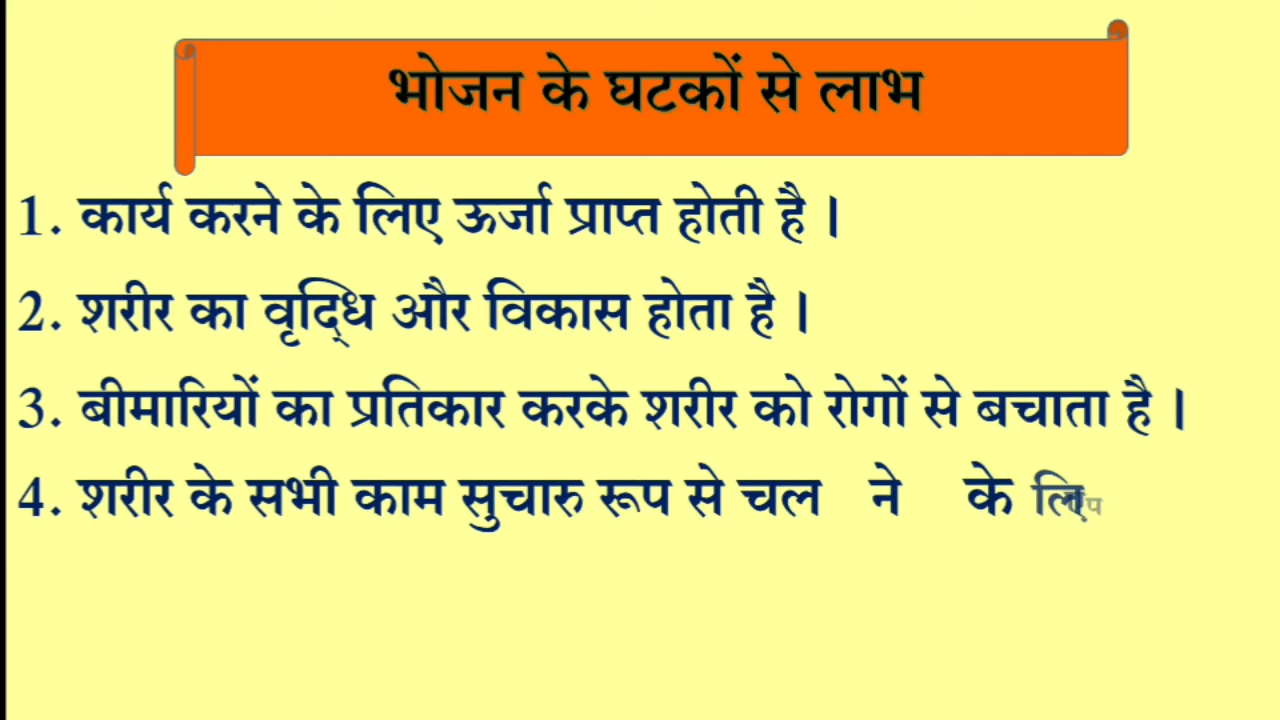 भोजन के घटकों से लाभ
1. कार्य करने के लिए ऊर्जा प्राप्त होती है ।
2. शरीर का वृद्धि और विकास होता है ।
3. बीमारियों का प्रतिकार करके शरीर को रोगों से बचाता है ।
4. शरीर के सभी काम सुचारु रूप से चल ने के